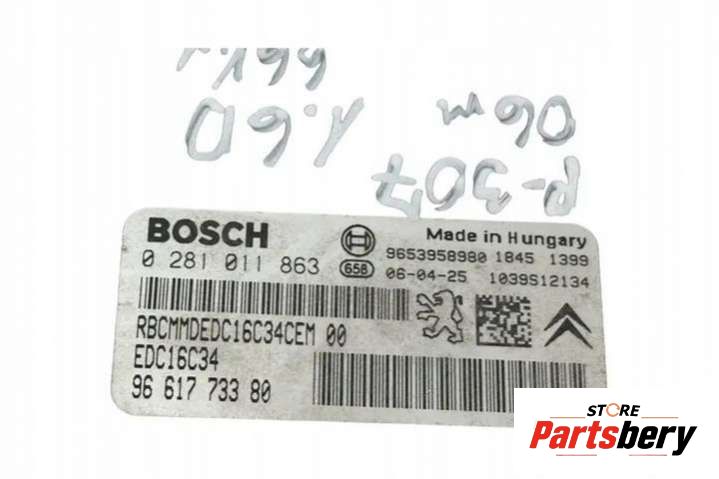 1.6D
06r
P-307
BOSCH
Made in Hungary
0 281 011 863
658
9653958980 1845 1399
06-04-25 1039S12134
RBCMMDEDC16C34CEM 00
EDC16C34
96 617 733 80
STORE
Partsbery